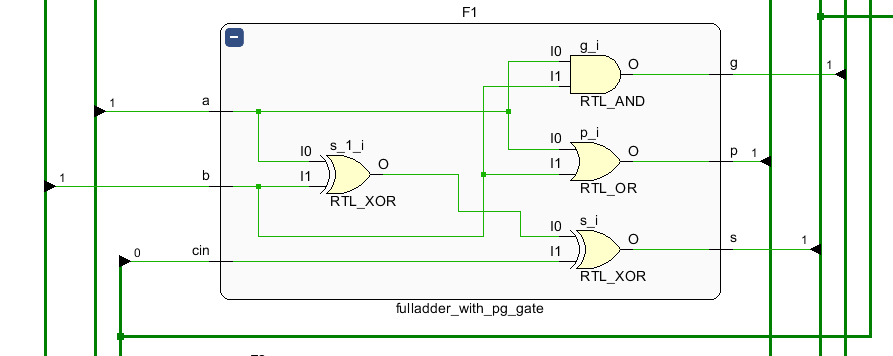 F1
I0 g_i
g
1
O
I1
1 a
RTL_AND
I0 p_i
I0 s_1_i
p 1
O
O
I1
I1
1 b
RTL_OR
RTL_XOR
I0 s_i
s 1
O
0 cin
I1
RTL_XOR
fulladder_with_pg_gate